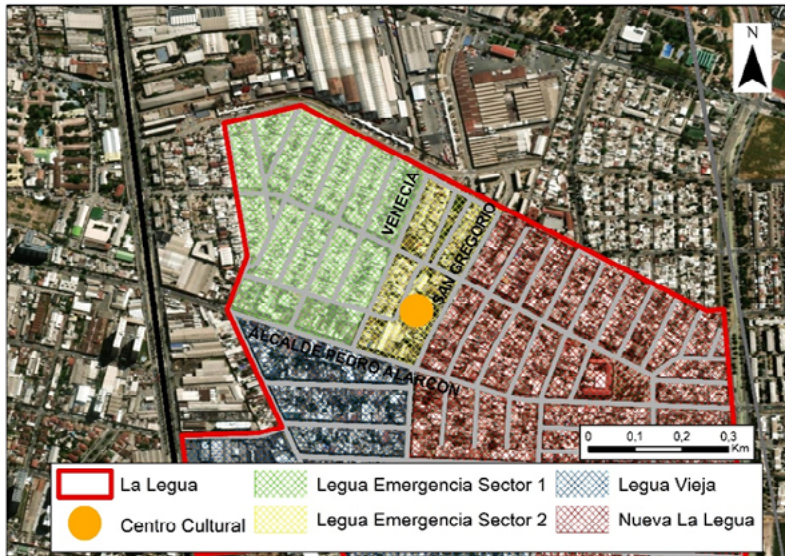 N
VENECIA
SAN GREGORIO
ALCALDE PEDRO ALARCÓN
0 0,1 0,2 0,3
Km
La Legua
Legua Emergencia Sector 1
Legua Vieja
Centro Cultural
Legua Emergencia Sector 2
Nueva La Legua